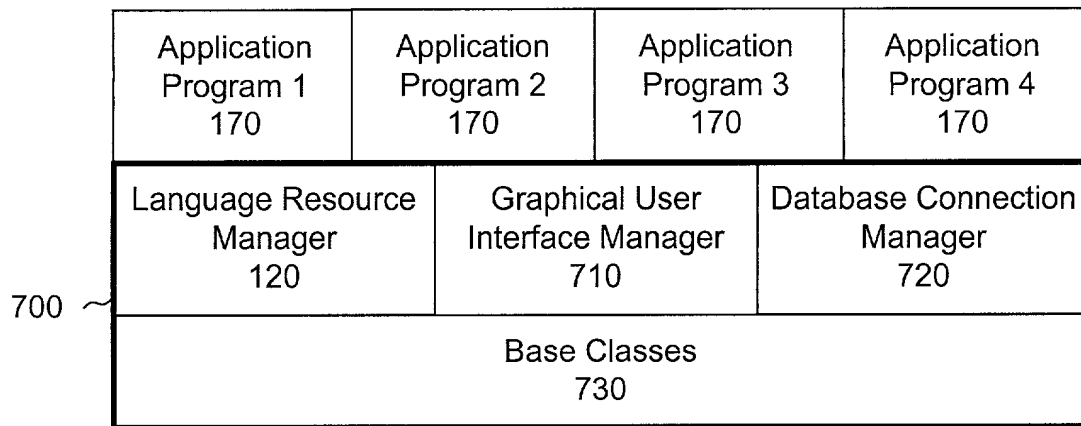 Application
Program 1
170
Application
Program 2
170
Application
Program 3
170
Application
Program 4
170
Language Resource
Manager
120
Graphical User
Interface Manager
710
Database Connection
Manager
720
700
Base Classes
730